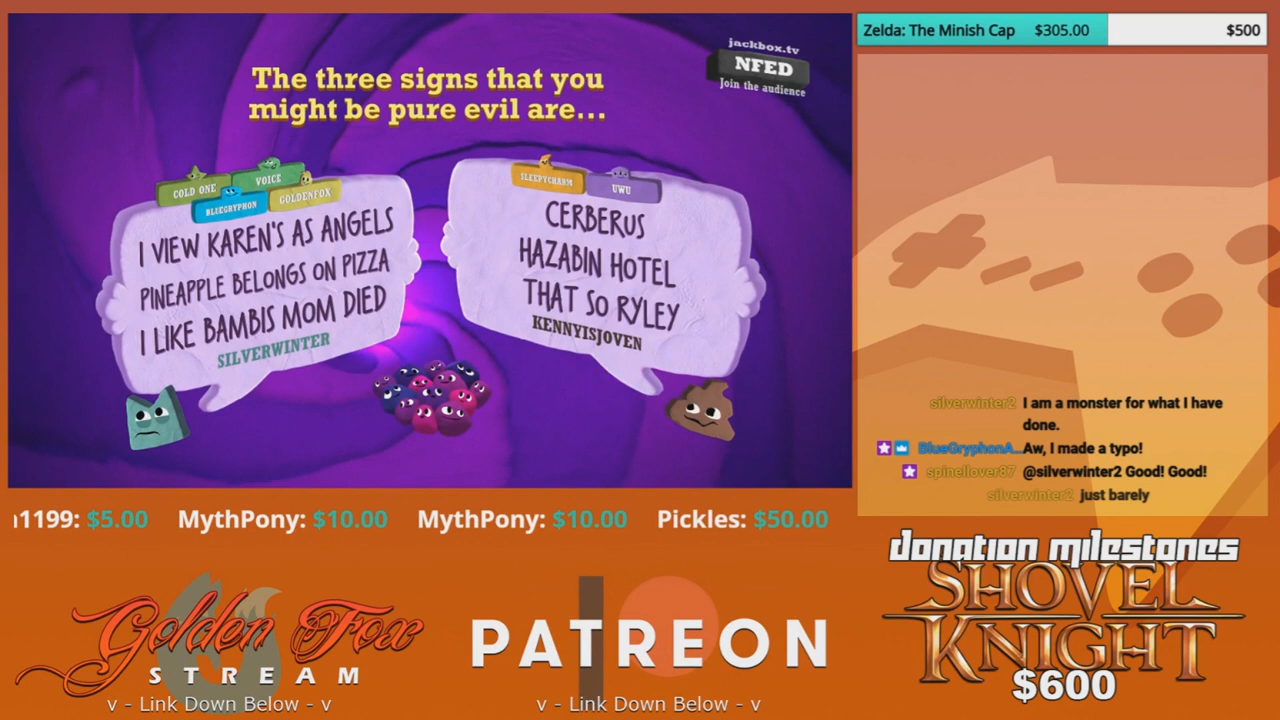 Zelda: The Minish Cap $305.00 $500
jackbox.tv
NFED
Join the audience
The three signs that you
might be pure evil are...
COLD ONE
VOICE
BLUEGRYPHON
GOLDENFOX
I VIEW KAREN'S AS ANGELS
PINEAPPLE BELONGS ON PIZZA
I LIKE BAMBIS MOM DIED
SILVERWINTER
SLEEPYCHARM
UWU
CERBERUS
HAZABIN HOTEL
THAT SO RYLEY
KENNYISJOVEN
silverwinter2 I am a monster for what I have
done.
BlueGryphonA... Aw, I made a typo!
spinellover87 @silverwinter2 Good! Good!
silverwinter2 just barely
1199: $5.00 MythPony: $10.00 MythPony: $10.00 Pickles: $50.00
Golden Fox
STREAM
v - Link Down Below - v
PATREON
v - Link Down Below - v
donation milestones
SHOVEL
KNIGHT
$600